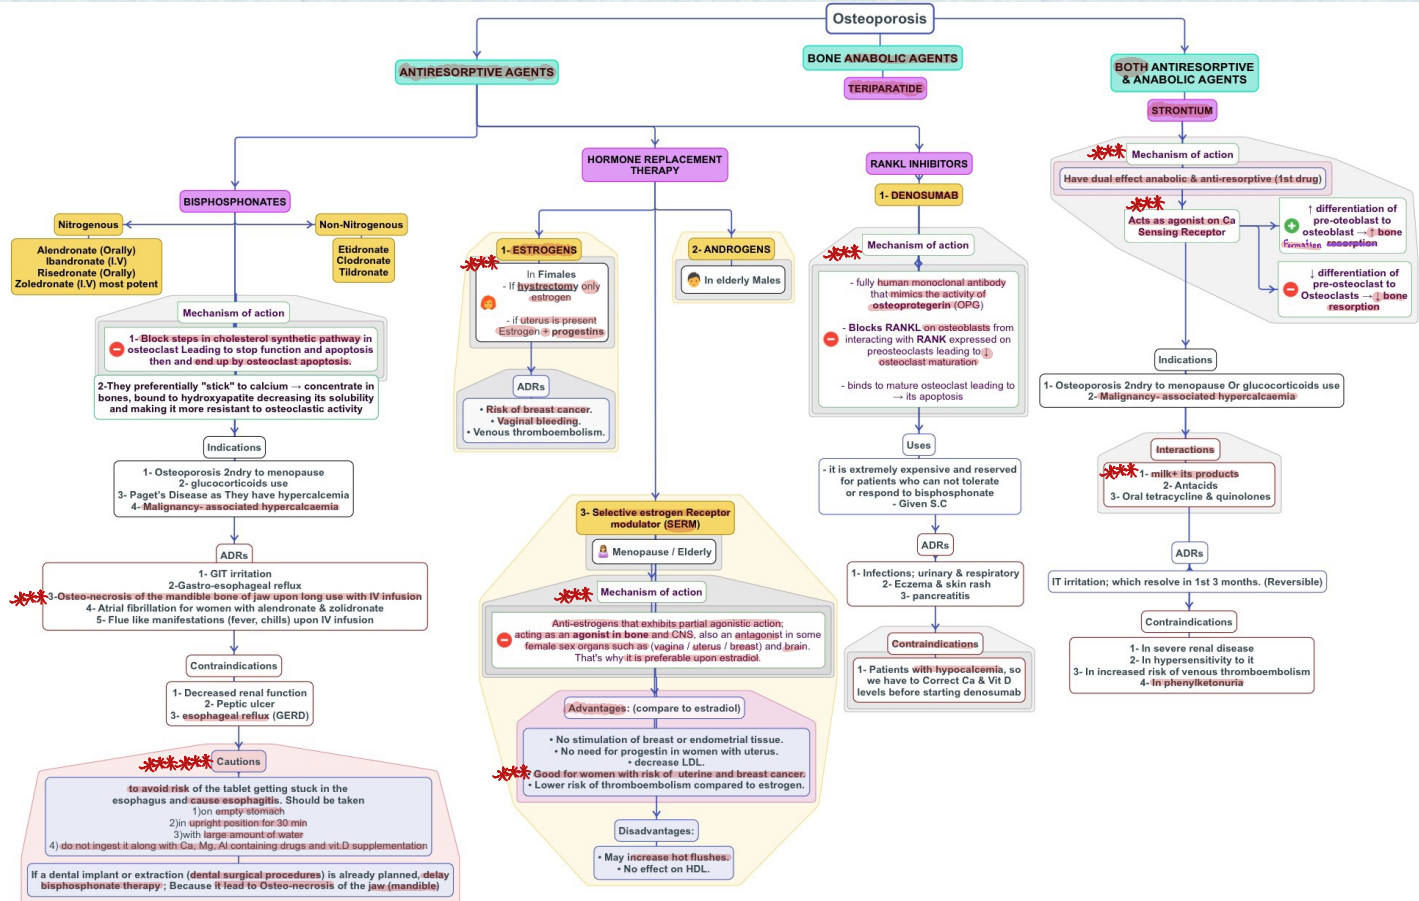 Osteoporosis
ANTIRESORPTIVE AGENTS
BISPHOSPHONATES
Nitrogenous
Alendronate (Orally)
Ibandronate (I.V)
Risedronate (Orally)
Zoledronate (I.V) most potent
Non-Nitrogenous
Etidronate
Clodronate
Tildronate
Mechanism of action
1- Block steps in cholesterol synthetic pathway in
osteoclast Leading to stop function and apoptosis
then and end up by osteoclast apoptosis.
2-They preferentially "stick" to calcium → concentrate in
bones, bound to hydroxyapatite decreasing its solubility
and making it more resistant to osteoclastic activity
Indications
1- Osteoporosis 2ndry to menopause
2- glucocorticoids use
3- Paget's Disease as They have hypercalcemia
4- Malignancy- associated hypercalcaemia
ADRs
1- GIT irritation
2-Gastro-esophageal reflux
3-Osteo-necrosis of the mandible bone of jaw upon long use with IV infusion
4- Atrial fibrillation for women with alendronate & zolidronate
5- Flue like manifestations (fever, chills) upon IV infusion
Contraindications
1- Decreased renal function
2- Peptic ulcer
3- esophageal reflux (GERD)
Cautions
to avoid risk of the tablet getting stuck in the
esophagus and cause esophagitis. Should be taken
1)on empty stomach
2)in upright position for 30 min
3)with large amount of water
4) do not ingest it along with Ca, Mg, Al containing drugs and vit.D supplementation
If a dental implant or extraction (dental surgical procedures) is already planned, delay
bisphosphonate therapy ; Because it lead to Osteo-necrosis of the jaw (mandible)
HORMONE REPLACEMENT
THERAPY
1- ESTROGENS
In Fimales
- If hystrectomy only
estrogen
- if uterus is present
Estrogen + progestins
ADRs
• Risk of breast cancer.
• Vaginal bleeding.
• Venous thromboembolism.
2- ANDROGENS
In elderly Males
3- Selective estrogen Receptor
modulator (SERM)
Menopause / Elderly
Mechanism of action
Anti-estrogens that exhibits partial agonistic action;
acting as an agonist in bone and CNS, also an antagonist in some
female sex organs such as (vagina / uterus / breast) and brain.
That's why it is preferable upon estradiol.
Advantages: (compare to estradiol)
• No stimulation of breast or endometrial tissue.
• No need for progestin in women with uterus.
• decrease LDL.
• Good for women with risk of uterine and breast cancer.
• Lower risk of thromboembolism compared to estrogen.
Disadvantages:
• May increase hot flushes.
• No effect on HDL.
RANKL INHIBITORS
1- DENOSUMAB
Mechanism of action
- fully human monoclonal antibody
that mimics the activity of
osteoprotegerin (OPG)
- Blocks RANKL on osteoblasts from
interacting with RANK expressed on
preosteoclasts leading to ↓
osteoclast maturation
- binds to mature osteoclast leading to
→ its apoptosis
Uses
- it is extremely expensive and reserved
for patients who can not tolerate
or respond to bisphosphonate
- Given S.C
ADRs
1- Infections; urinary & respiratory
2- Eczema & skin rash
3- pancreatitis
Contraindications
1- Patients with hypocalcemia, so
we have to Correct Ca & Vit D
levels before starting denosumab
BONE ANABOLIC AGENTS
TERIPARATIDE
BOTH ANTIRESORPTIVE
& ANABOLIC AGENTS
STRONTIUM
Mechanism of action
Have dual effect anabolic & anti-resorptive (1st drug)
Acts as agonist on Ca
Sensing Receptor
↑ differentiation of
pre-oteoblast to
osteoblast → ↑ bone
Formation resorption
↓ differentiation of
pre-osteoclast to
Osteoclasts → ↓ bone
resorption
Indications
1- Osteoporosis 2ndry to menopause Or glucocorticoids use
2- Malignancy- associated hypercalcaemia
Interactions
1- milk+ its products
2- Antacids
3- Oral tetracycline & quinolones
ADRs
IT irritation; which resolve in 1st 3 months. (Reversible)
Contraindications
1- In severe renal disease
2- In hypersensitivity to it
3- In increased risk of venous thromboembolism
4- In phenylketonuria